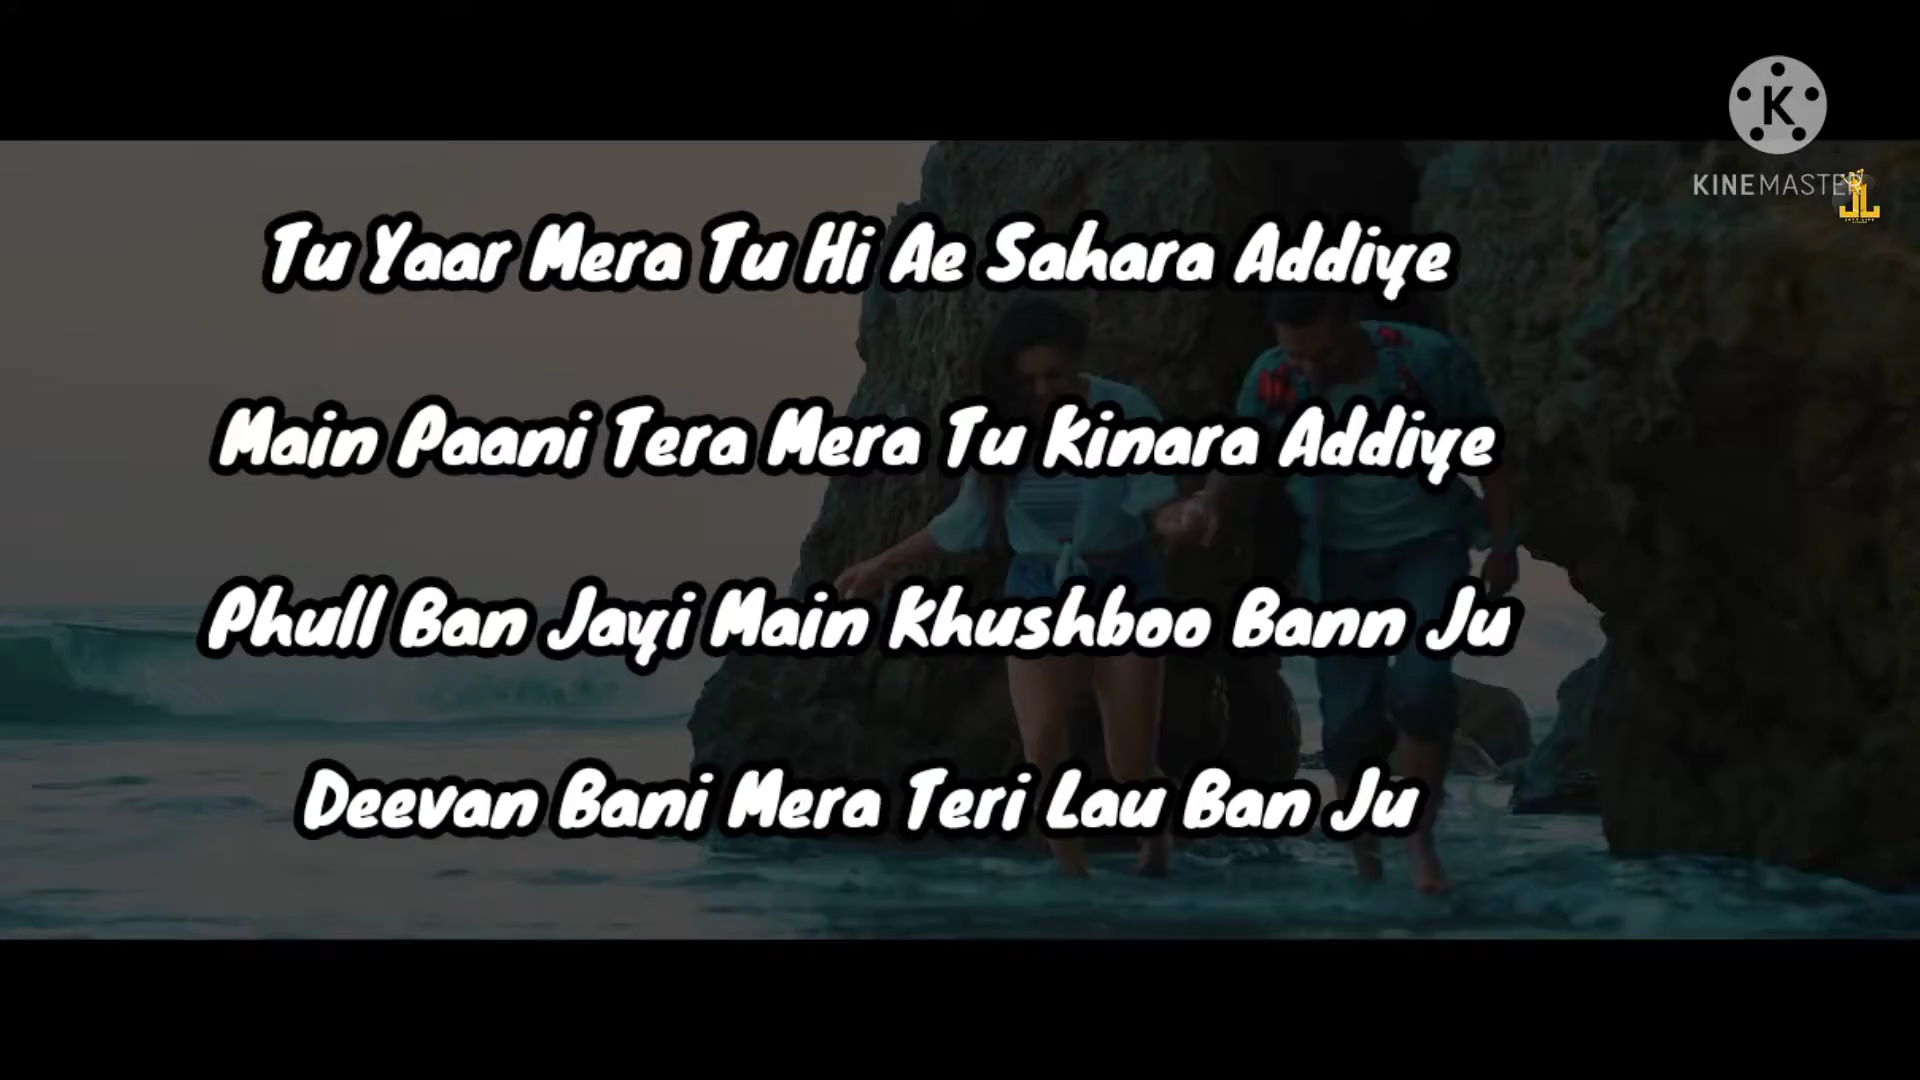 K
KINEMASTER
JL
Tu Yaar Mera Tu Hi Ae Sahara Addiye
Main Paani Tera Mera Tu Kinara Addiye
Phull Ban Jayi Main Khushboo Bann Ju
Deevan Bani Mera Teri Lau Ban Ju